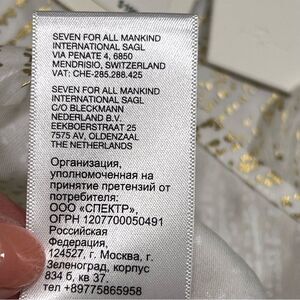 SEVEN FOR ALL MANKIND
INTERNATIONAL SAGL
VIA PENATE 4, 6850
MENDRISIO, SWITZERLAND
VAT: CHE-285.288.425
SEVEN FOR ALL MANKIND
INTERNATIONAL SAGL
C/O BLECKMANN
NEDERLAND B.V.
EEKBOERSTRAAT 25
7575 AV, OLDENZAAL
THE NETHERLANDS
Организация,
уполномоченная на
принятие претензий от
потребителя:
ООО «СПЕКТР»,
ОГРН 1207700050491
Российская
Федерация,
124527, г. Москва, г.
Зеленоград, корпус
834 б, кв 37.
тел +89775865958